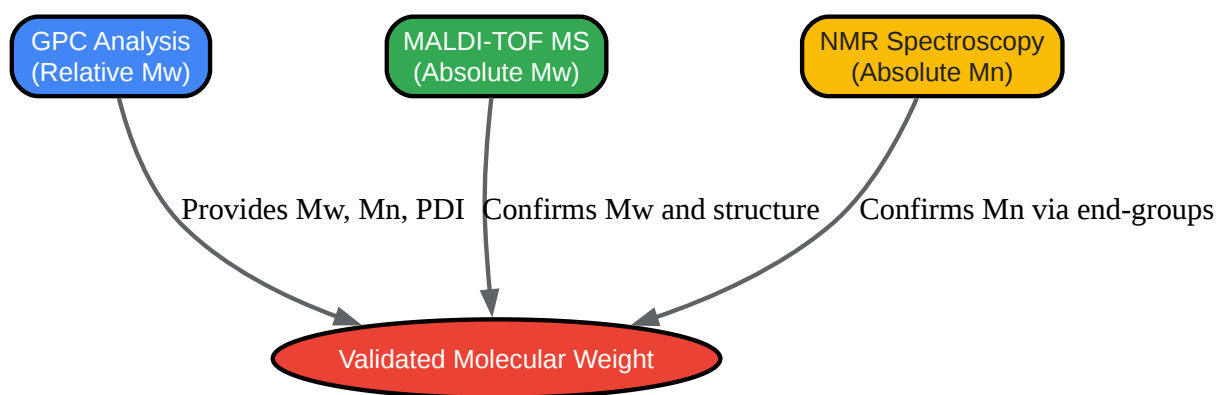 GPC Analysis
(Relative Mw)
MALDI-TOF MS
(Absolute Mw)
NMR Spectroscopy
(Absolute Mn)
Provides Mw, Mn, PDI
Confirms Mw and structure
Confirms Mn via end-groups
Validated Molecular Weight